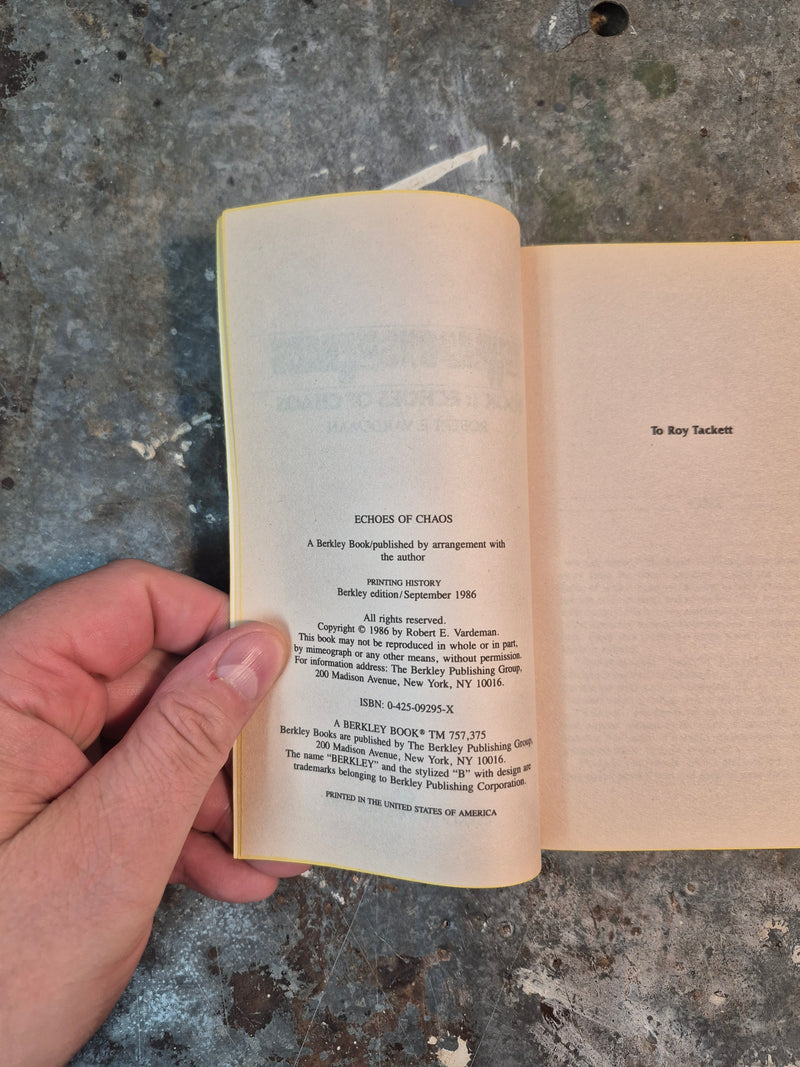 ECHOES OF CHAOS
A Berkley Book/published by arrangement with
the author
PRINTING HISTORY
Berkley edition/September 1986
All rights reserved.
Copyright © 1986 by Robert E. Vardeman.
This book may not be reproduced in whole or in part,
by mimeograph or any other means, without permission.
For information address: The Berkley Publishing Group,
200 Madison Avenue, New York, NY 10016.
ISBN: 0-425-09295-X
A BERKLEY BOOK® TM 757,375
Berkley Books are published by The Berkley Publishing Group,
200 Madison Avenue, New York, NY 10016.
The name "BERKLEY" and the stylized "B" with design are
trademarks belonging to Berkley Publishing Corporation.
PRINTED IN THE UNITED STATES OF AMERICA
To Roy Tackett